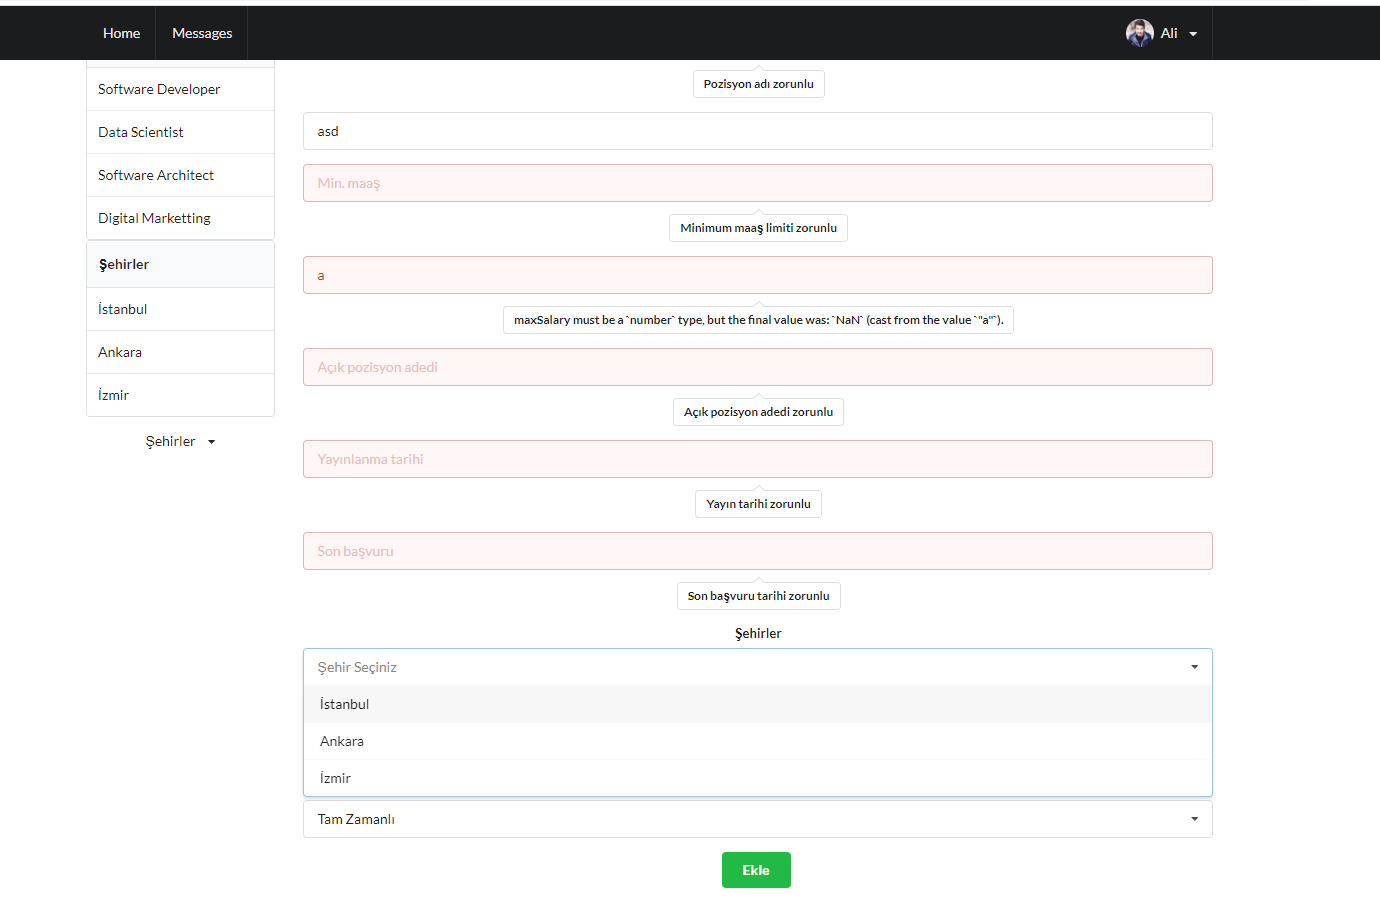 Home
Messages
Ali
Software Developer
Data Scientist
Software Architect
Digital Marketting
Şehirler
İstanbul
Ankara
İzmir
Şehirler
Pozisyon adı zorunlu
asd
Min. maaş
Minimum maaş limiti zorunlu
a
maxSalary must be a `number` type, but the final value was: `NaN` (cast from the value `"a"`).
Açık pozisyon adedi
Açık pozisyon adedi zorunlu
Yayınlanma tarihi
Yayın tarihi zorunlu
Son başvuru
Son başvuru tarihi zorunlu
Şehirler
Şehir Seçiniz
İstanbul
Ankara
İzmir
Tam Zamanlı
Ekle